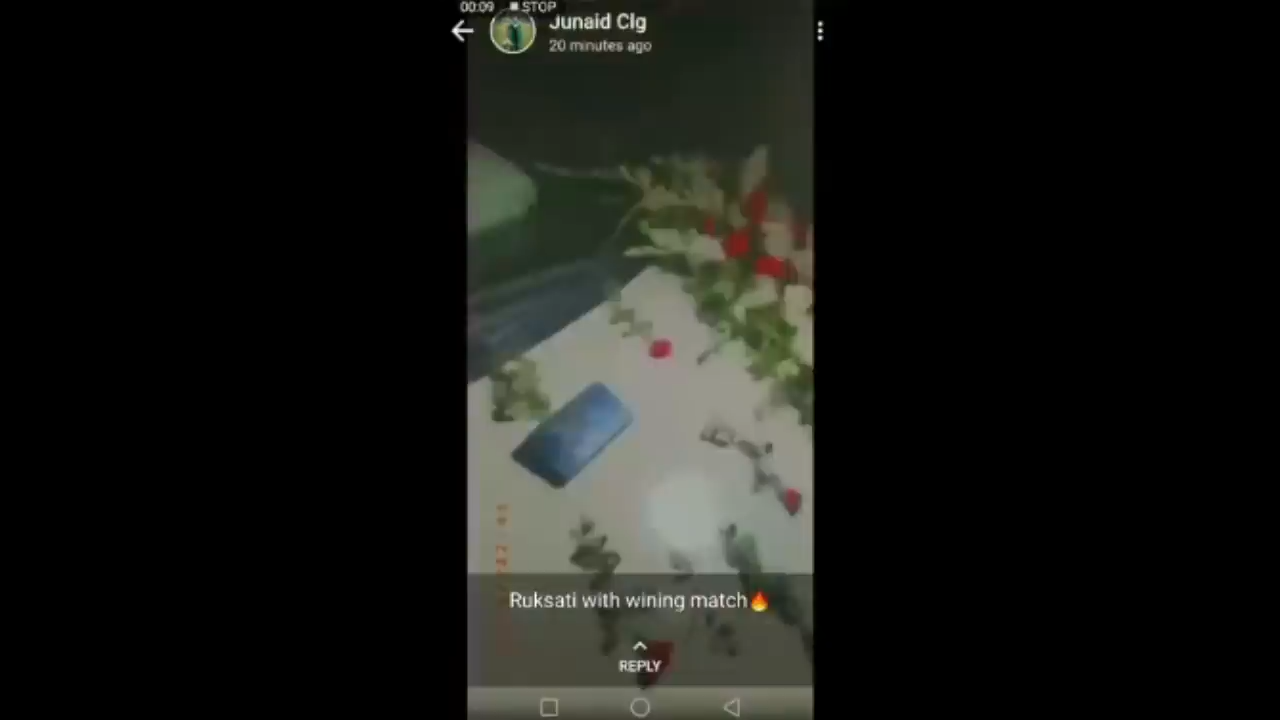 00:09 STOP
Junaid Clg
20 minutes ago
Ruksati with wining match🔥
REPLY